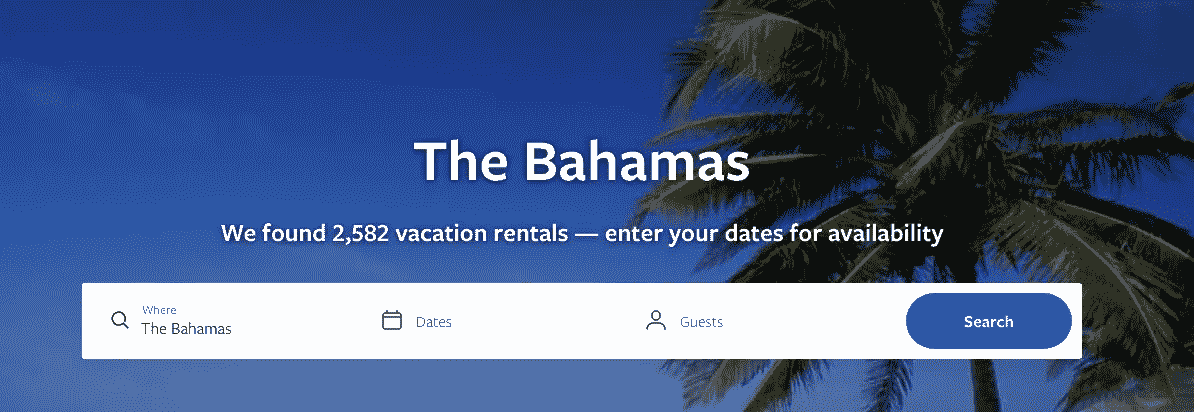 The Bahamas
We found 2,582 vacation rentals — enter your dates for availability
Where
The Bahamas
Dates
Guests
Search